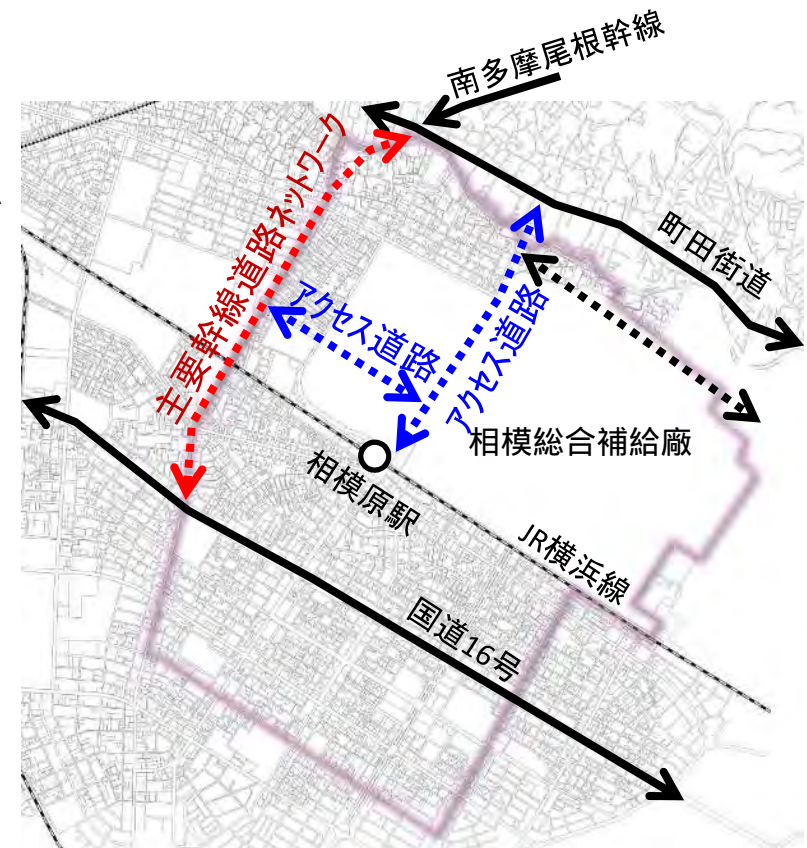 南多摩尾根幹線
主要幹線道路ネットワーク
町田街道
アクセス道路
アクセス道路
相模総合補給廠
相模原駅
JR横浜線
国道16号